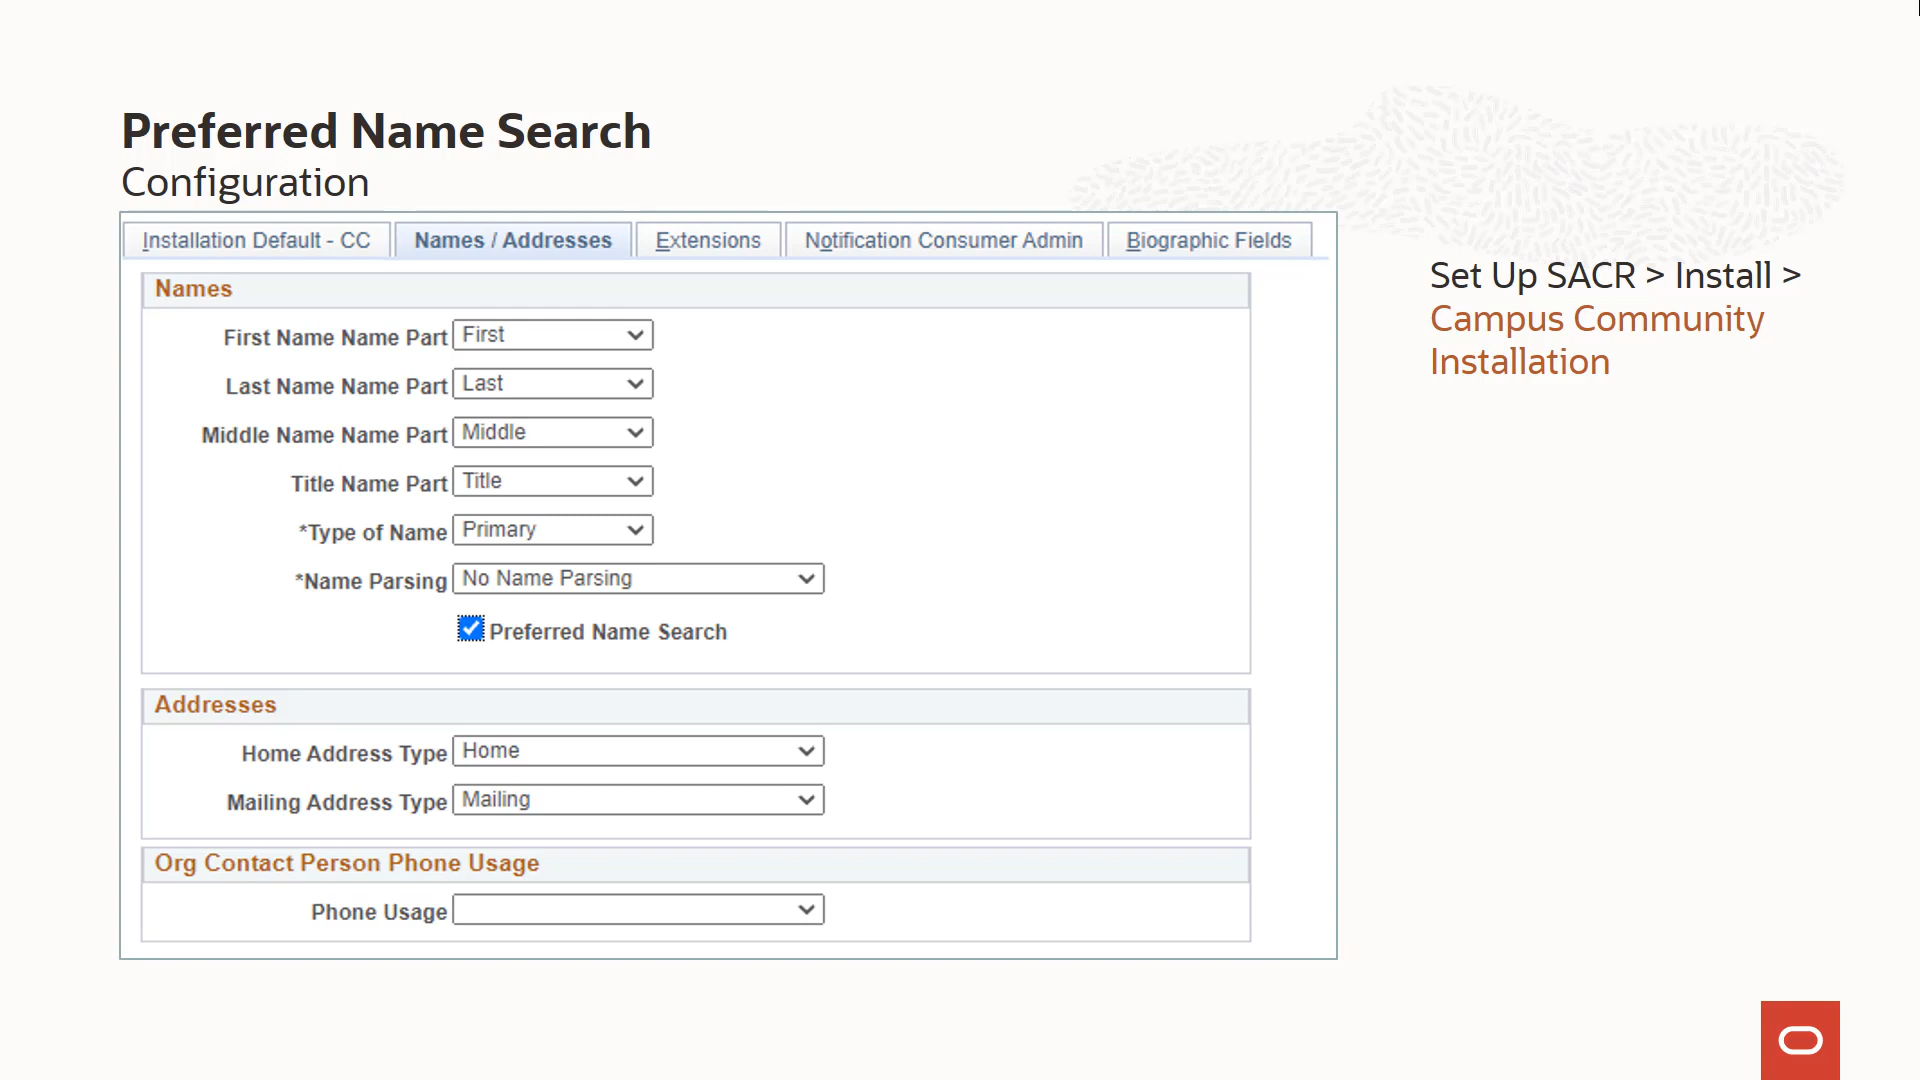 Preferred Name Search
Configuration
Installation Default - CC
Names / Addresses
Extensions
Notification Consumer Admin
Biographic Fields
Names
First Name Name Part First
Last Name Name Part Last
Middle Name Name Part Middle
Title Name Part Title
*Type of Name Primary
*Name Parsing No Name Parsing
Preferred Name Search
Addresses
Home Address Type Home
Mailing Address Type Mailing
Org Contact Person Phone Usage
Phone Usage
Set Up SACR > Install >
Campus Community
Installation